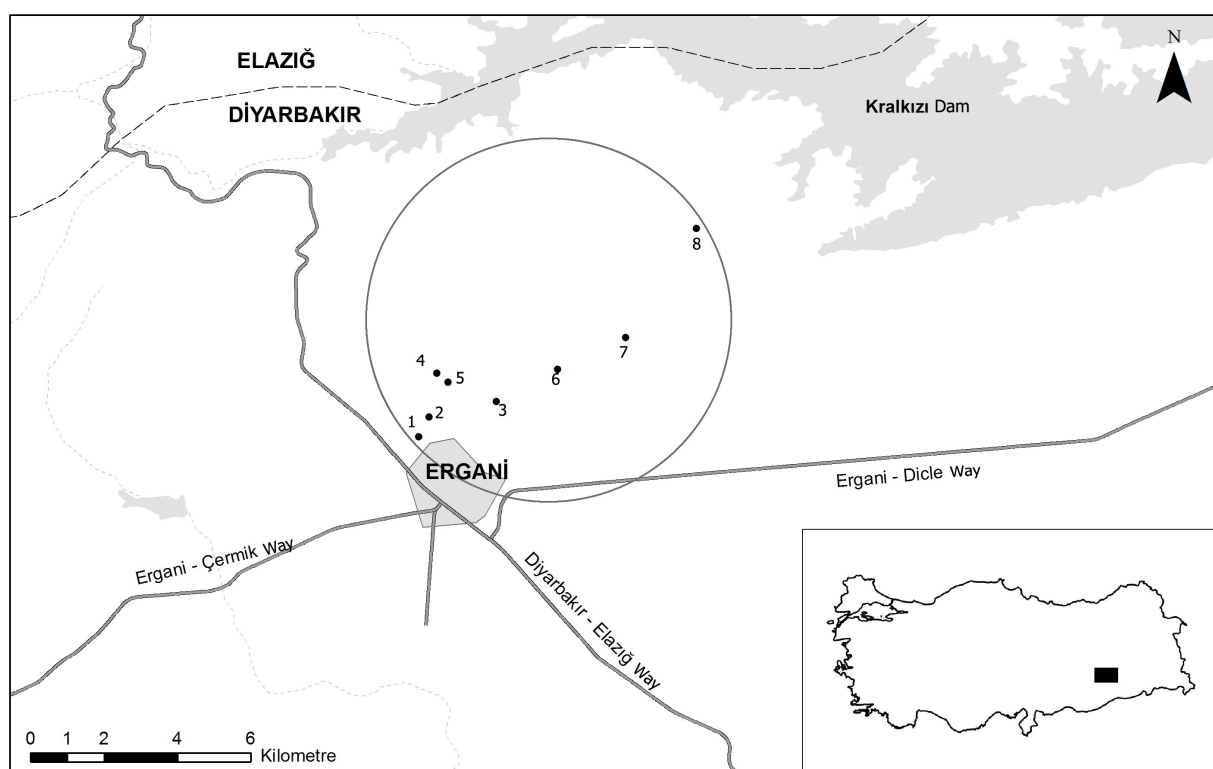 ELAZIĞ
N
DİYARBAKIR
Kralkızı Dam
8
7
4
6
5
3
2
1
ERGANİ
Ergani - Dicle Way
Ergani - Çermik Way
Diyarbakır - Elazığ Way
0 1 2 4 6
Kilometre